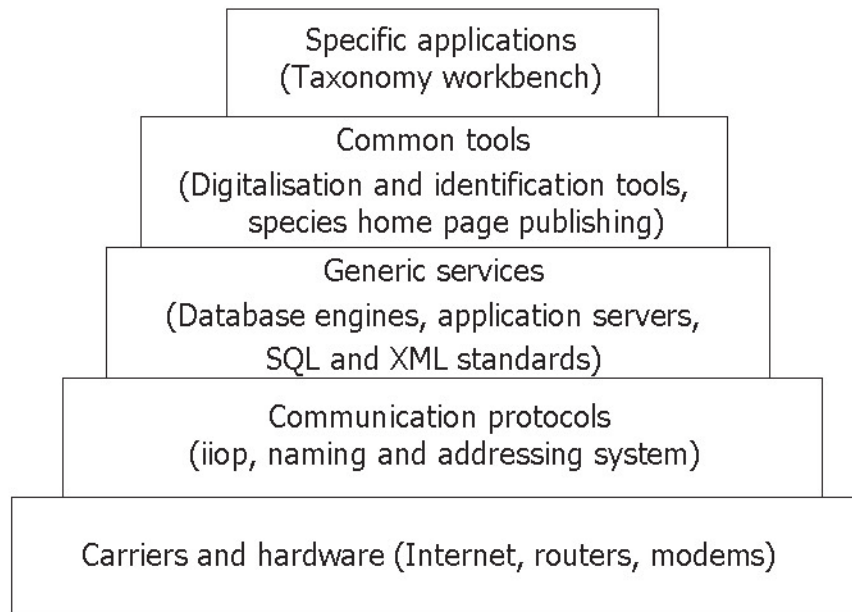 Specific applications
(Taxonomy workbench)
Common tools
(Digitalisation and identification tools,
species home page publishing)
Generic services
(Database engines, application servers,
SQL and XML standards)
Communication protocols
(iiop, naming and addressing system)
Carriers and hardware (Internet, routers, modems)